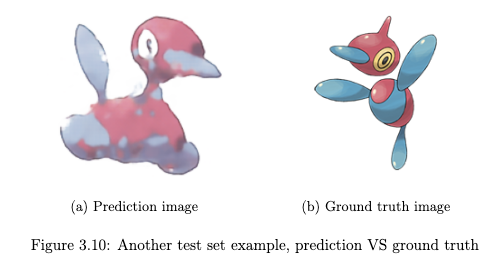 (a) Prediction image
(b) Ground truth image
Figure 3.10: Another test set example, prediction VS ground truth